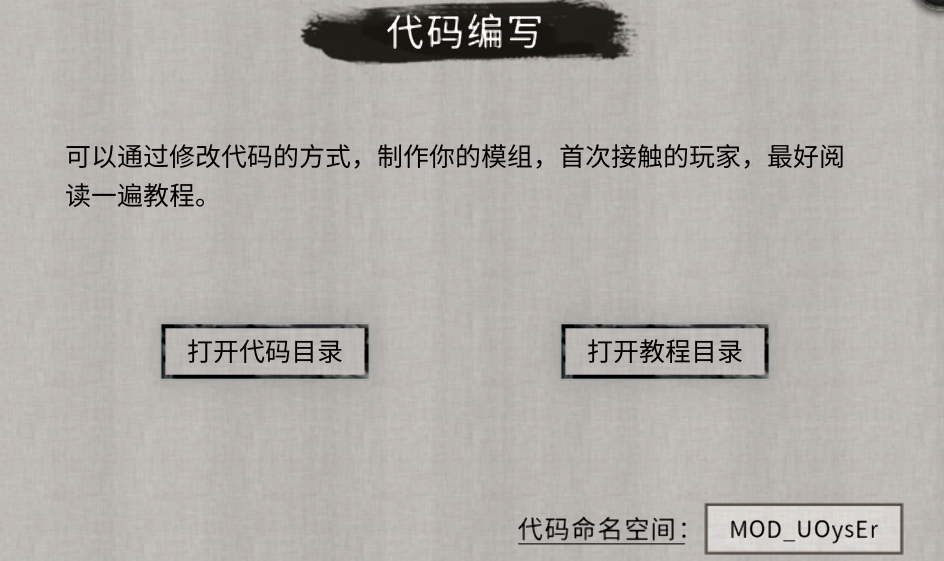 代码编写
可以通过修改代码的方式，制作你的模组，首次接触的玩家，最好阅
读一遍教程。
打开代码目录
打开教程目录
代码命名空间：
MOD_UOysEr